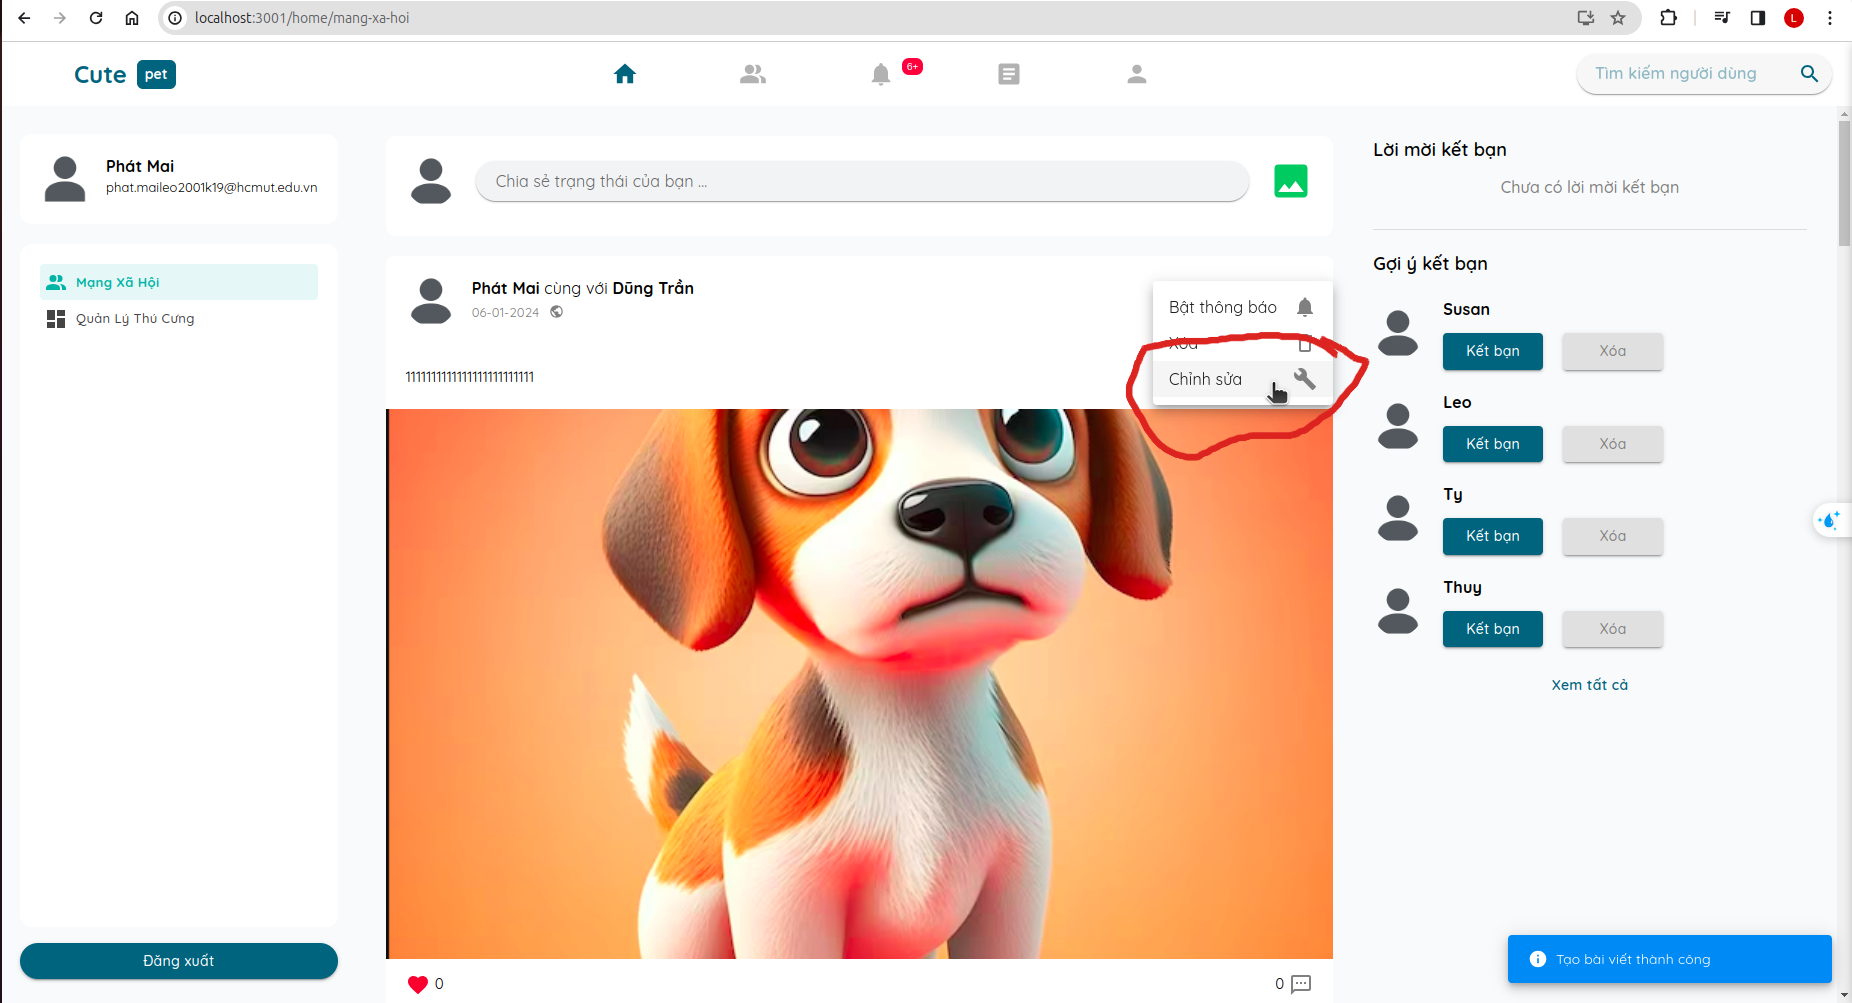 localhost:3001/home/mang-xa-hoi
L
Cute pet
6+
Tìm kiếm người dùng
Phát Mai
phat.maileo2001k19@hcmut.edu.vn
Mạng Xã Hội
Quản Lý Thú Cưng
Đăng xuất
Chia sẻ trạng thái của bạn ...
Phát Mai cùng với Dũng Trần
06-01-2024
Bật thông báo
Xóa
Chỉnh sửa
1111111111111111111111111
0
0
Lời mời kết bạn
Chưa có lời mời kết bạn
Gợi ý kết bạn
Susan
Kết bạn Xóa
Leo
Kết bạn Xóa
Ty
Kết bạn Xóa
Thuy
Kết bạn Xóa
Xem tất cả
Tạo bài viết thành công